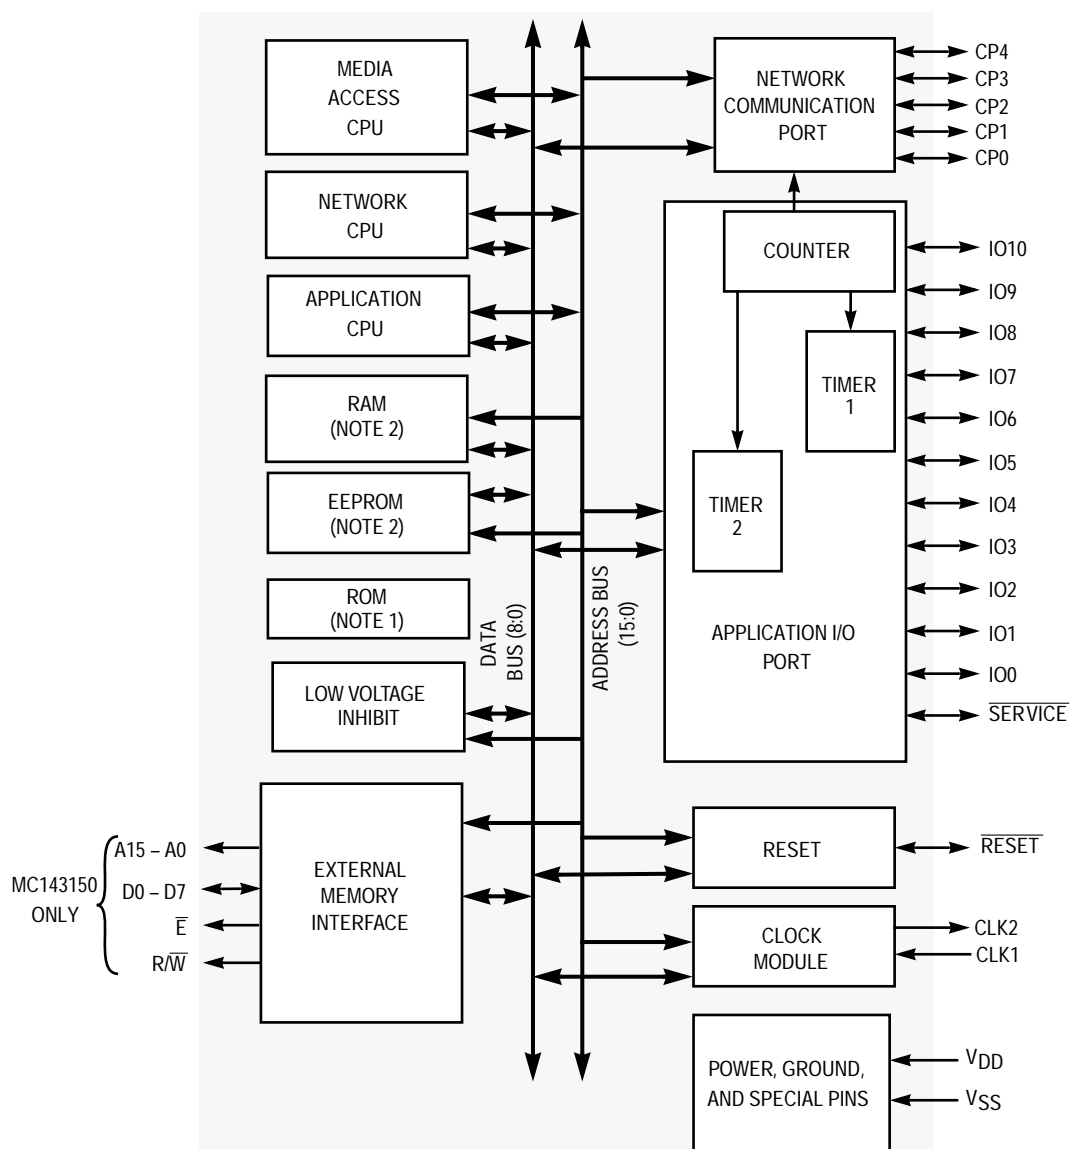 MEDIA
ACCESS
CPU
NETWORK
CPU
APPLICATION
CPU
RAM
(NOTE 2)
EEPROM
(NOTE 2)
ROM
(NOTE 1)
LOW VOLTAGE
INHIBIT
EXTERNAL
MEMORY
INTERFACE
MC143150
ONLY
A15 – A0
D0 – D7
E̅
R/W̅
DATA
BUS (8:0)
ADDRESS BUS
(15:0)
NETWORK
COMMUNICATION
PORT
CP4
CP3
CP2
CP1
CP0
COUNTER
TIMER
1
TIMER
2
APPLICATION I/O
PORT
IO10
IO9
IO8
IO7
IO6
IO5
IO4
IO3
IO2
IO1
IO0
S̅E̅R̅V̅I̅C̅E̅
RESET
R̅E̅S̅E̅T̅
CLOCK
MODULE
CLK2
CLK1
POWER, GROUND,
AND SPECIAL PINS
VDD
VSS